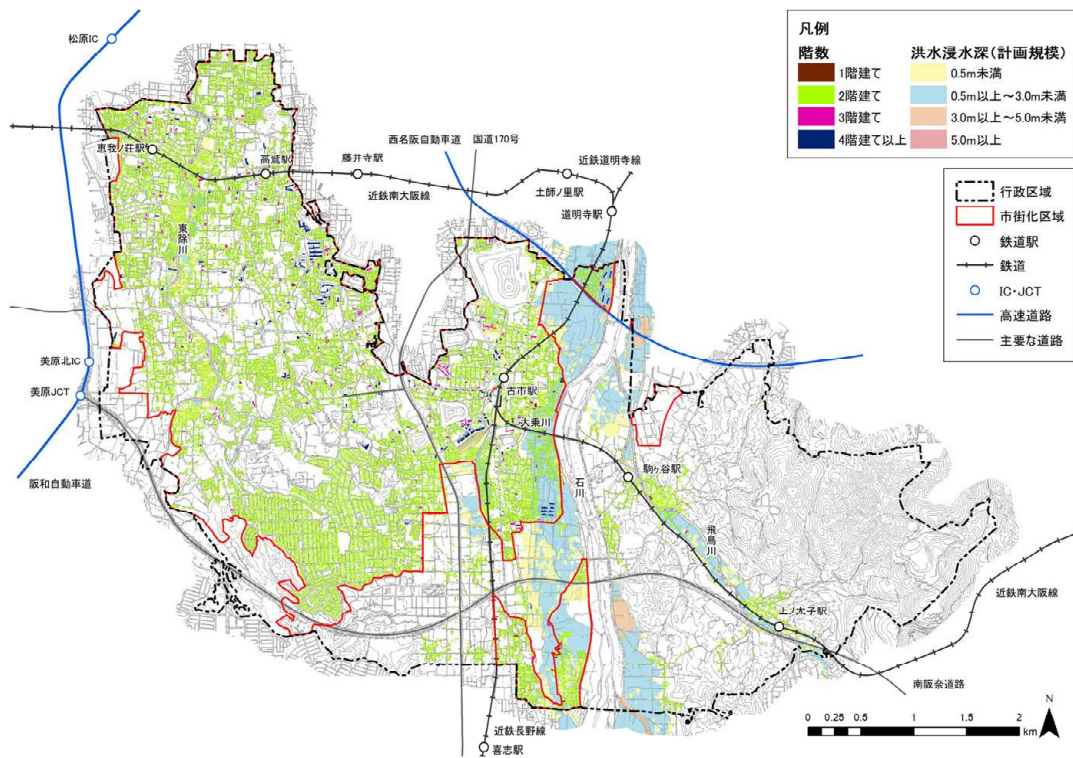 凡例
階数
1階建て
2階建て
3階建て
4階建て以上
洪水浸水深(計画規模)
0.5m未満
0.5m以上～3.0m未満
3.0m以上～5.0m未満
5.0m以上
行政区域
市街化区域
鉄道駅
鉄道
IC・JCT
高速道路
主要な道路
松原IC
恵我ノ荘駅
高鷲駅
藤井寺駅
西名阪自動車道
国道170号
近鉄道明寺線
土師ノ里駅
道明寺駅
近鉄南大阪線
東除川
美原北IC
美原JCT
古市駅
大乗川
阪和自動車道
石川
駒ヶ谷駅
飛鳥川
上ノ太子駅
近鉄南大阪線
南阪奈道路
近鉄長野線
喜志駅
N
0 0.25 0.5 1.0 1.5 2
km